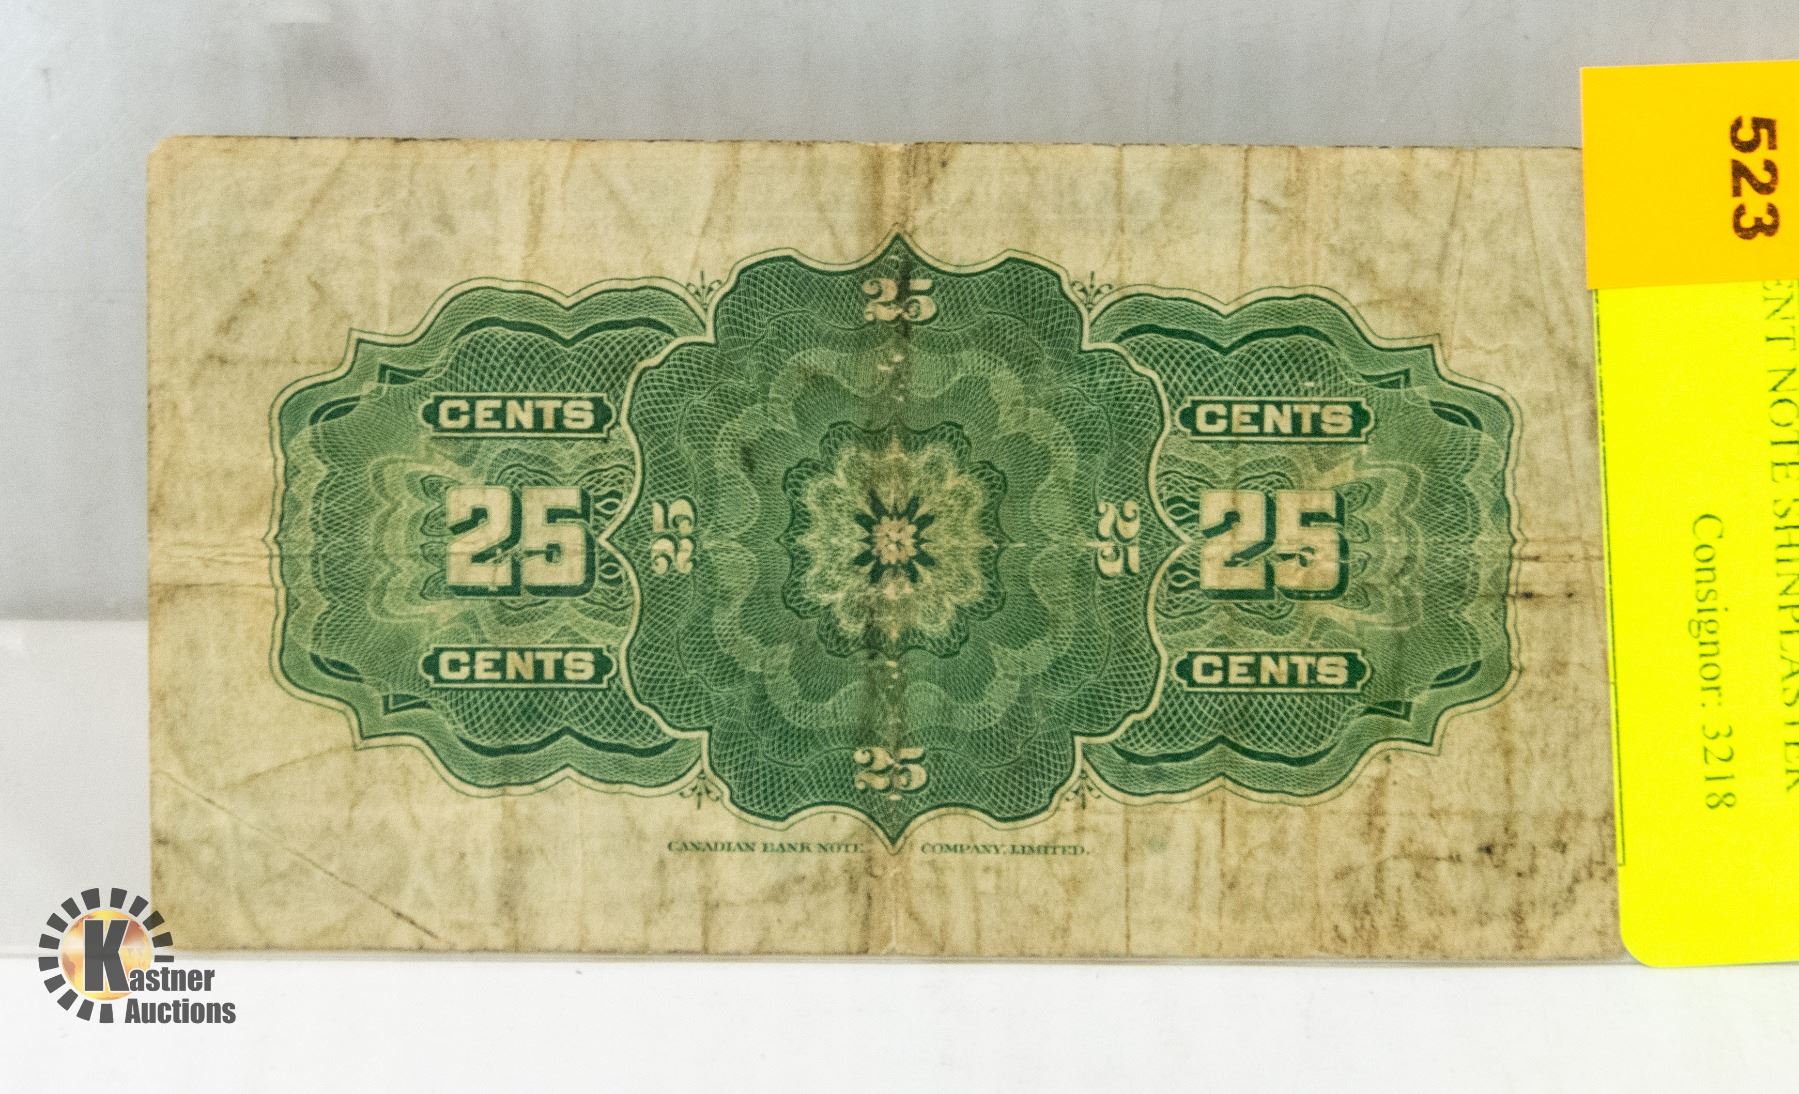 25
CENTS CENTS
25 25 25 25
CENTS CENTS
25
CANADIAN BANK NOTE COMPANY, LIMITED.
523
ENT NOTE SHINPLASTER
Consignor: 3218
Kastner
Auctions